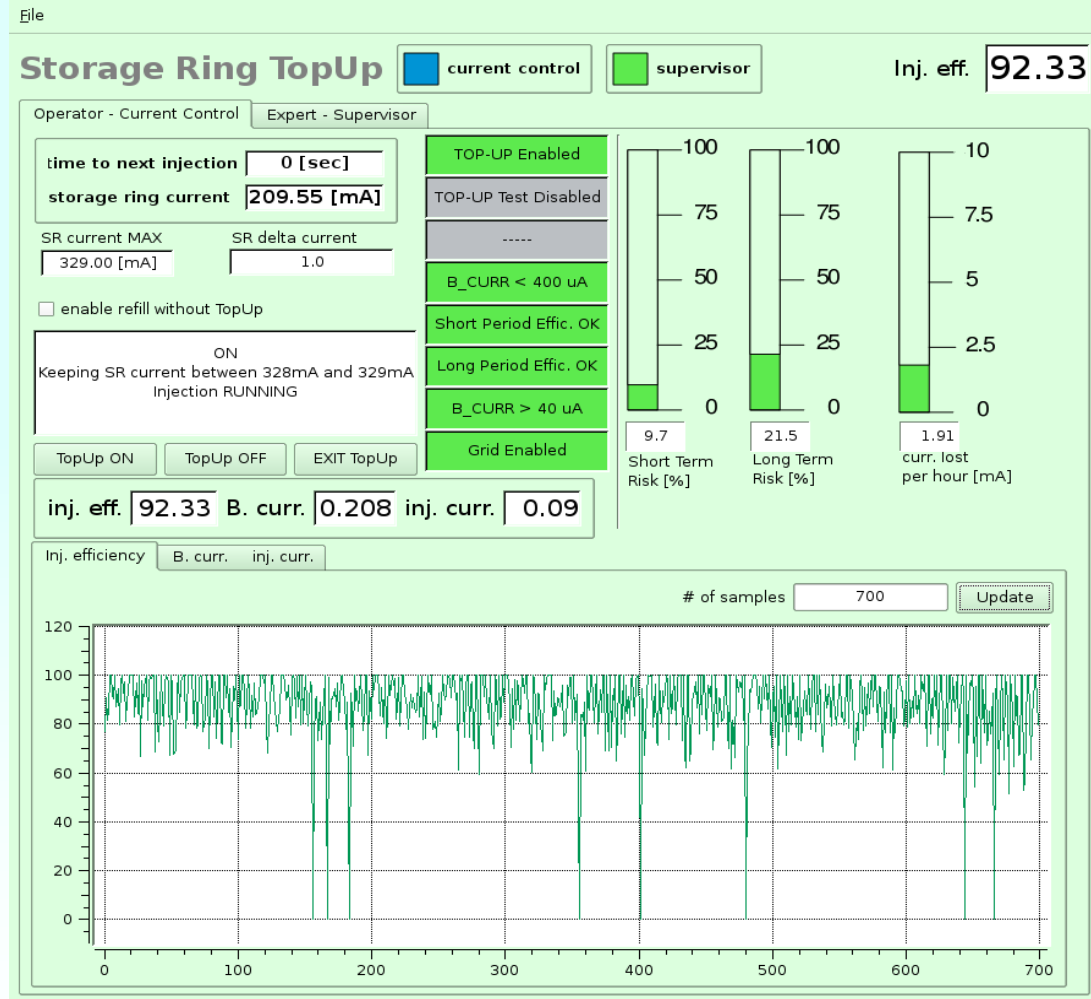 File
Storage Ring TopUp current control supervisor Inj. eff. 92.33
Operator - Current Control Expert - Supervisor
time to next injection 0 [sec]
storage ring current 209.55 [mA]
SR current MAX SR delta current
329.00 [mA] 1.0
enable refill without TopUp
ON
Keeping SR current between 328mA and 329mA
Injection RUNNING
TopUp ON TopUp OFF EXIT TopUp
TOP-UP Enabled
TOP-UP Test Disabled
-----
B_CURR < 400 uA
Short Period Effic. OK
Long Period Effic. OK
B_CURR > 40 uA
Grid Enabled
100
75
50
25
0
9.7
Short Term
Risk [%]
100
75
50
25
0
21.5
Long Term
Risk [%]
10
7.5
5
2.5
0
1.91
curr. lost
per hour [mA]
inj. eff. 92.33 B. curr. 0.208 inj. curr. 0.09
Inj. efficiency B. curr. inj. curr.
# of samples 700 Update
120
100
80
60
40
20
0
0 100 200 300 400 500 600 700